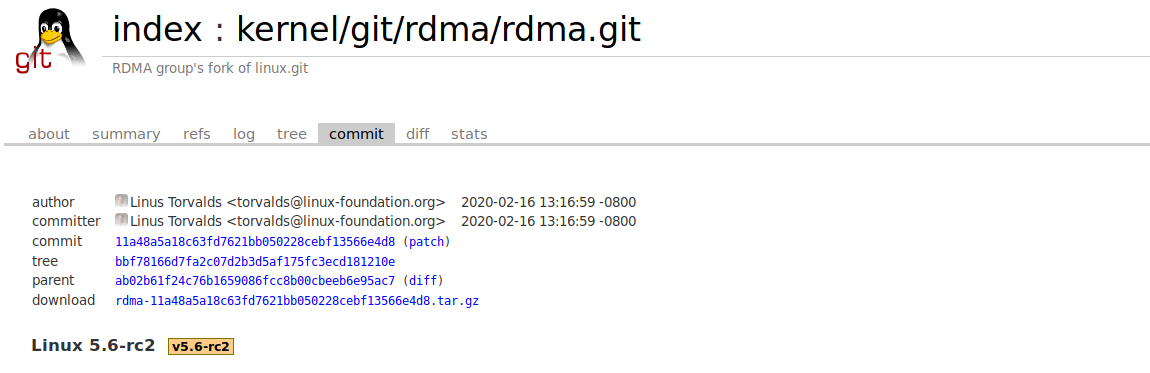 git
index : kernel/git/rdma/rdma.git
RDMA group's fork of linux.git
about summary refs log tree commit diff stats
author Linus Torvalds <torvalds@linux-foundation.org> 2020-02-16 13:16:59 -0800
committer Linus Torvalds <torvalds@linux-foundation.org> 2020-02-16 13:16:59 -0800
commit 11a48a5a18c63fd7621bb050228cebf13566e4d8 (patch)
tree bbf78166d7fa2c07d2b3d5af175fc3ecd181210e
parent ab02b61f24c76b1659086fcc8b00cbeeb6e95ac7 (diff)
download rdma-11a48a5a18c63fd7621bb050228cebf13566e4d8.tar.gz
Linux 5.6-rc2 v5.6-rc2